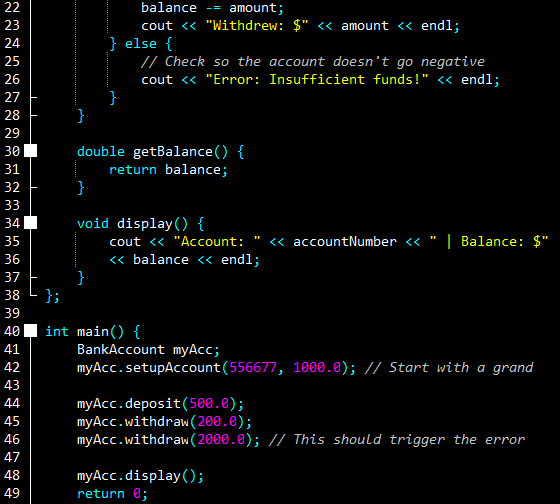 22 balance -= amount;
23 cout << "Withdrew: $" << amount << endl;
24 } else {
25 // Check so the account doesn't go negative
26 cout << "Error: Insufficient funds!" << endl;
27 }
28 }
29
30 double getBalance() {
31 return balance;
32 }
33
34 void display() {
35 cout << "Account: " << accountNumber << " | Balance: $"
36 << balance << endl;
37 }
38 };
39
40 int main() {
41 BankAccount myAcc;
42 myAcc.setupAccount(556677, 1000.0); // Start with a grand
43
44 myAcc.deposit(500.0);
45 myAcc.withdraw(200.0);
46 myAcc.withdraw(2000.0); // This should trigger the error
47
48 myAcc.display();
49 return 0;